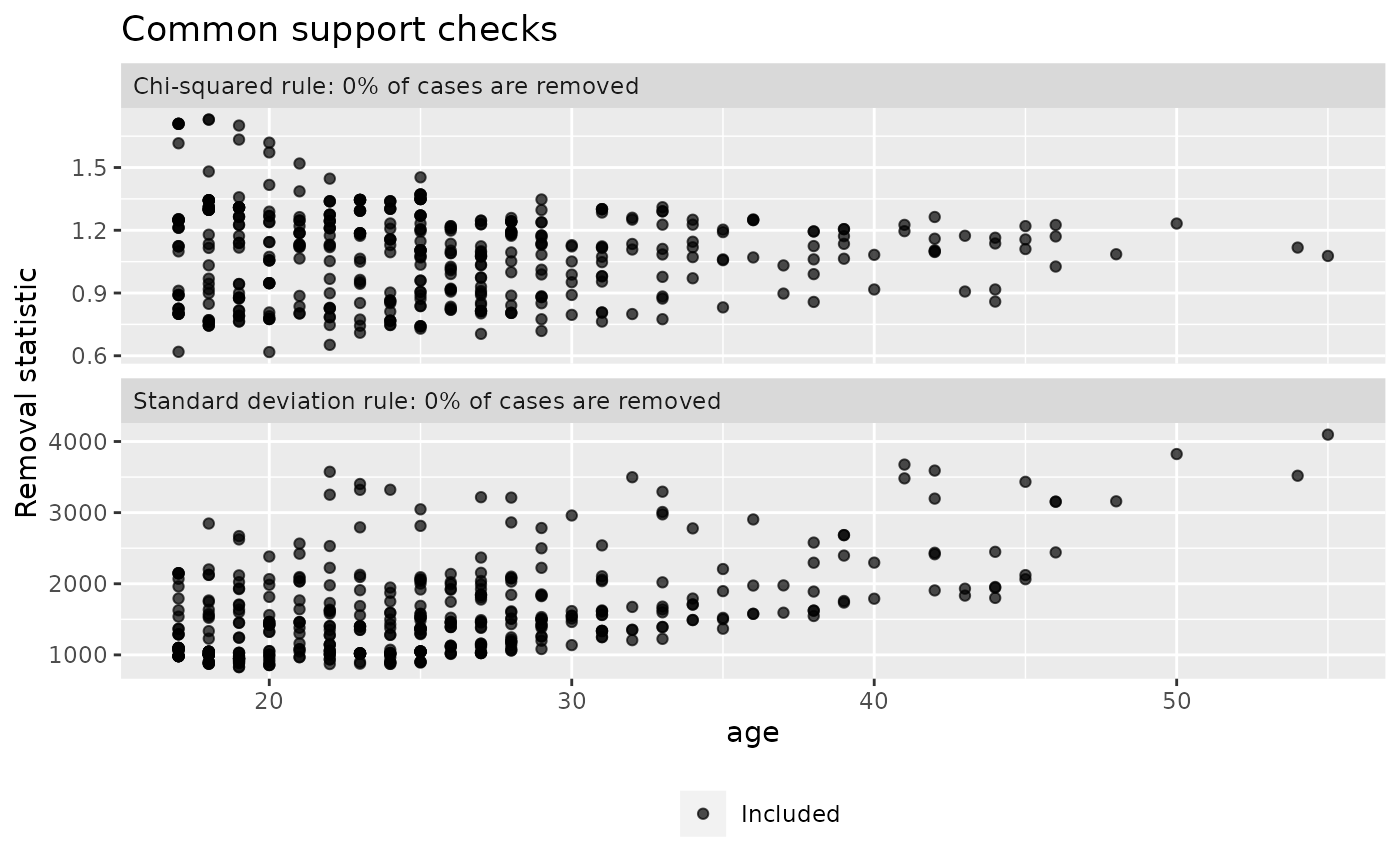 Common support checks
Chi-squared rule: 0% of cases are removed
1.5
1.2
0.9
0.6
Removal statistic
Standard deviation rule: 0% of cases are removed
4000
3000
2000
1000
20 30 40 50
age
Included